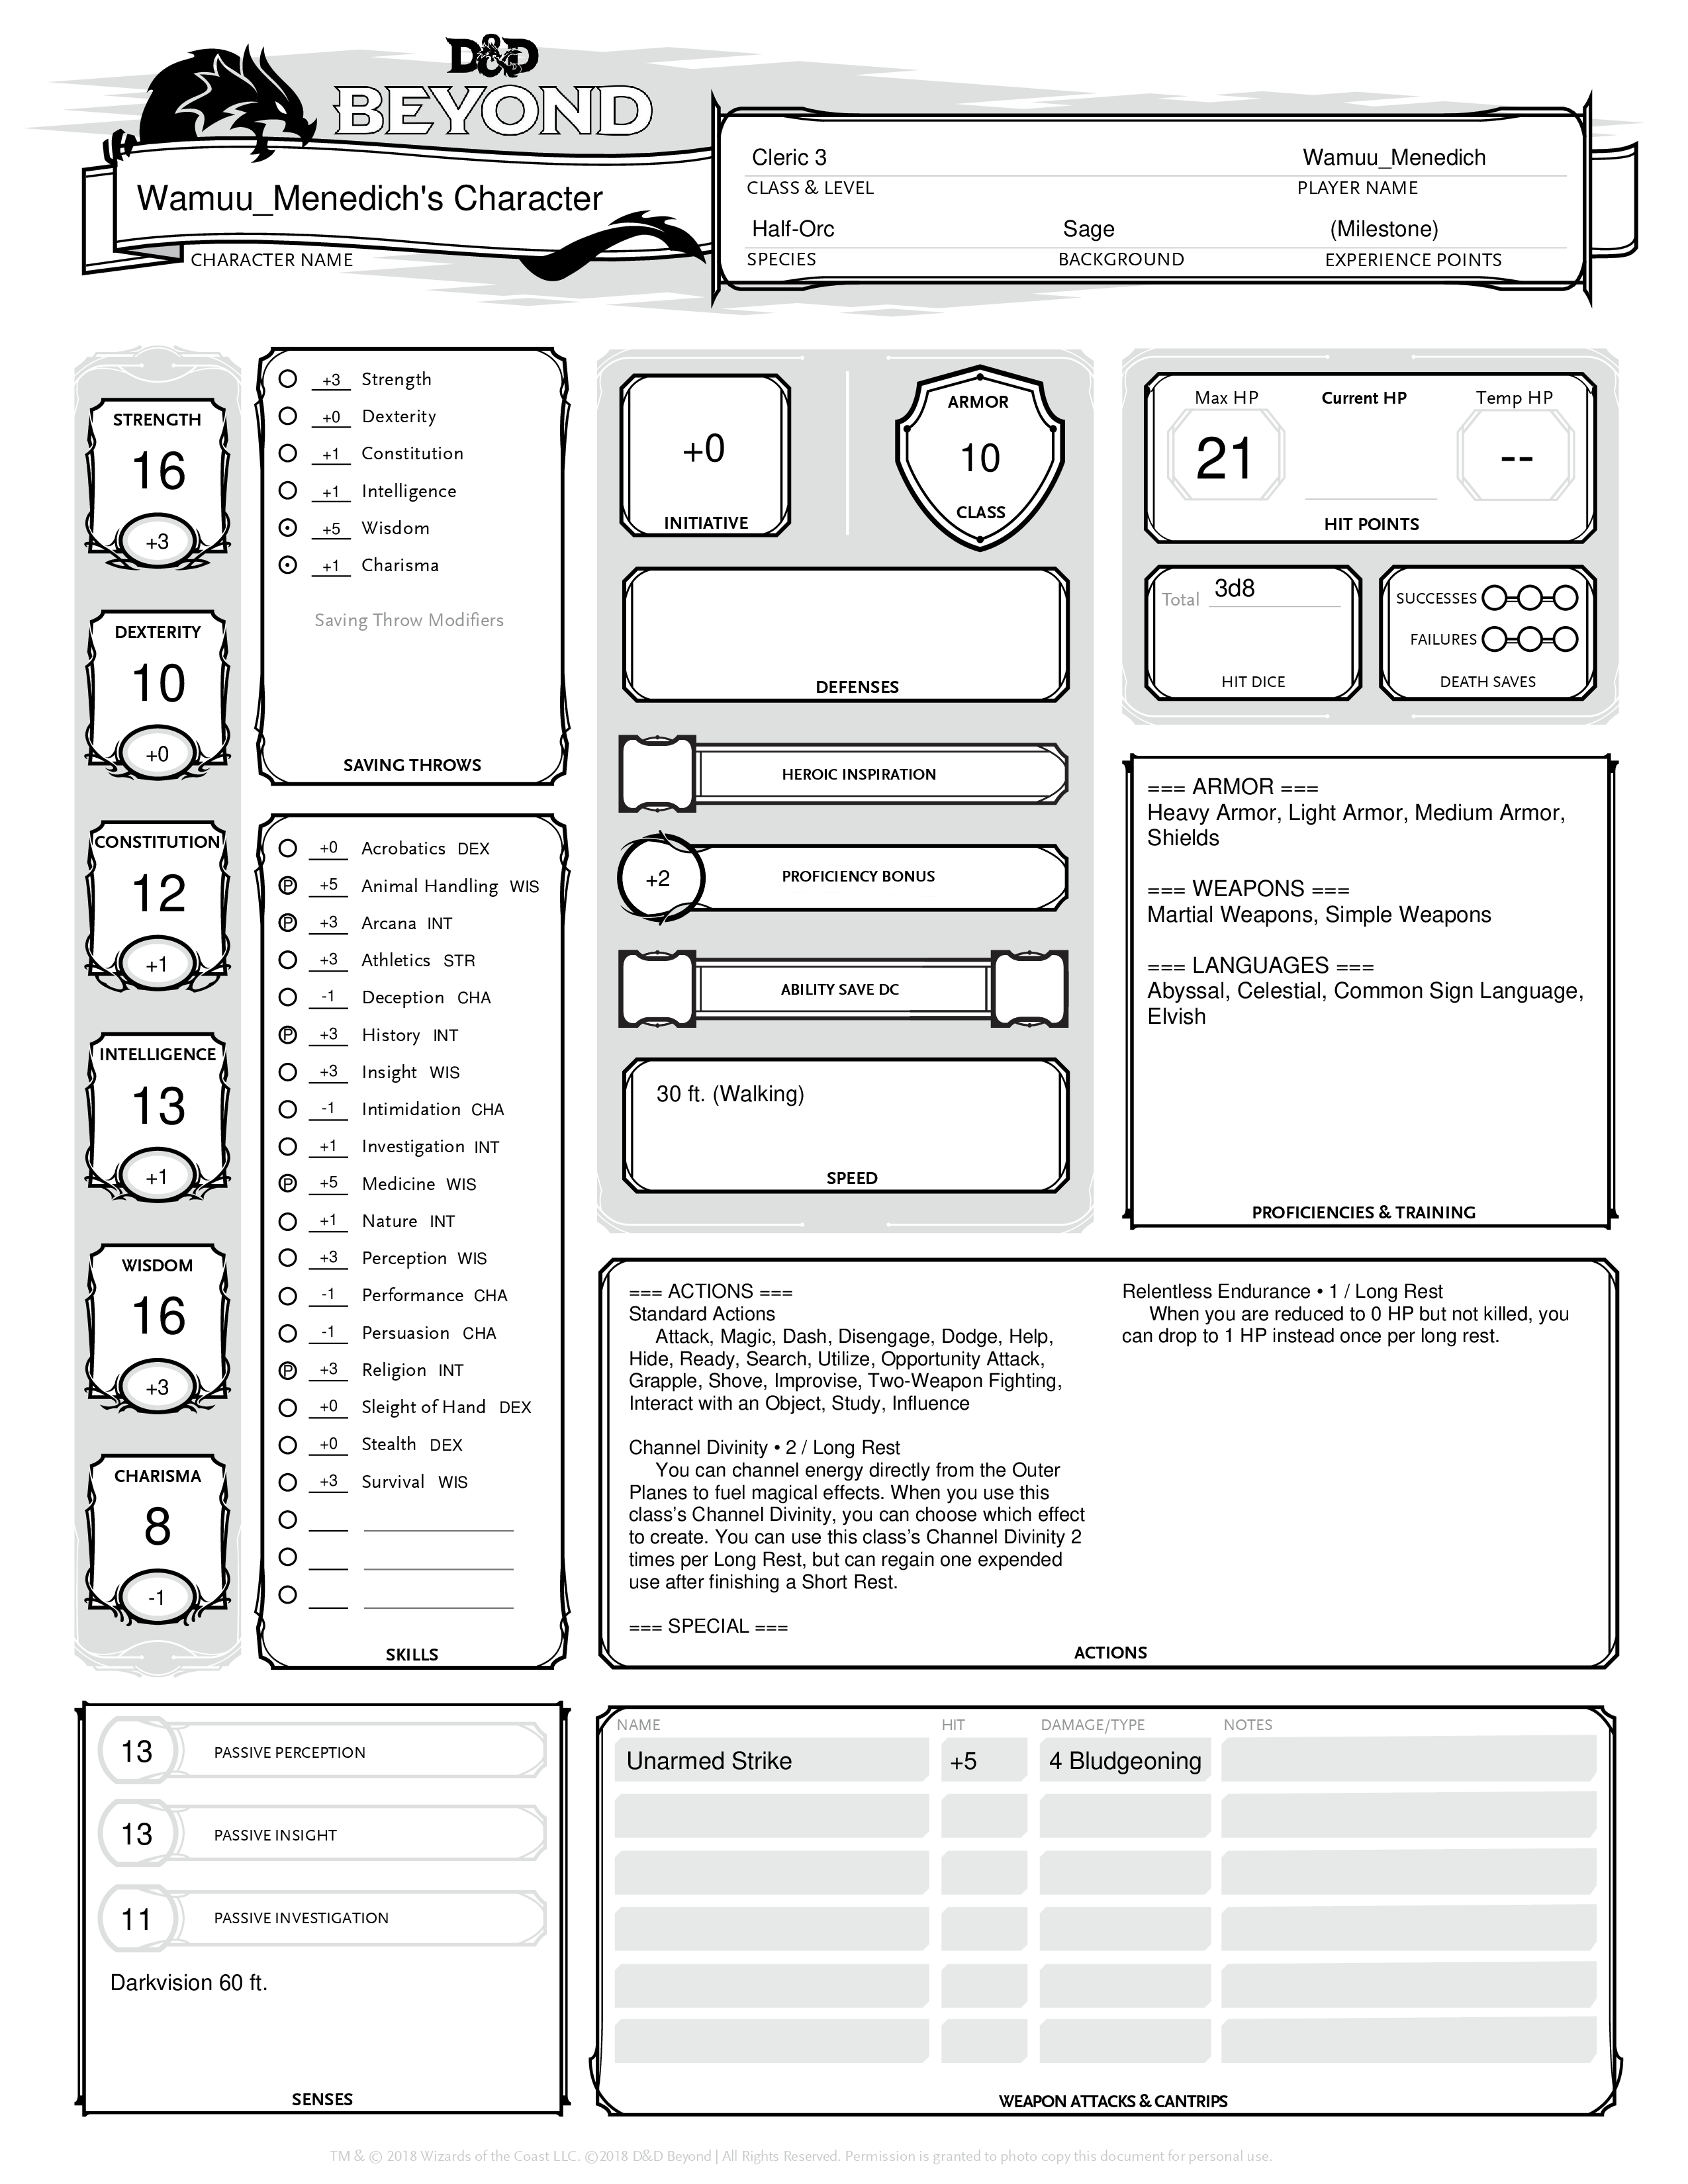 D&D
BEYOND
Wamuu_Menedich's Character
CHARACTER NAME
Cleric 3
Wamuu_Menedich
CLASS & LEVEL
PLAYER NAME
Half-Orc
Sage
(Milestone)
SPECIES
BACKGROUND
EXPERIENCE POINTS
STRENGTH
16
+3
DEXTERITY
10
+0
CONSTITUTION
12
+1
INTELLIGENCE
13
+1
WISDOM
16
+3
CHARISMA
8
-1
+3 Strength
+0 Dexterity
+1 Constitution
+1 Intelligence
+5 Wisdom
+1 Charisma
Saving Throw Modifiers
SAVING THROWS
+0 Acrobatics DEX
P +5 Animal Handling WIS
P +3 Arcana INT
+3 Athletics STR
-1 Deception CHA
P +3 History INT
+3 Insight WIS
-1 Intimidation CHA
+1 Investigation INT
P +5 Medicine WIS
+1 Nature INT
+3 Perception WIS
-1 Performance CHA
-1 Persuasion CHA
P +3 Religion INT
+0 Sleight of Hand DEX
+0 Stealth DEX
+3 Survival WIS
SKILLS
+0
INITIATIVE
ARMOR
10
CLASS
DEFENSES
HEROIC INSPIRATION
+2
PROFICIENCY BONUS
ABILITY SAVE DC
30 ft. (Walking)
SPEED
Max HP
Current HP
Temp HP
21
--
HIT POINTS
Total 3d8
HIT DICE
SUCCESSES
FAILURES
DEATH SAVES
=== ARMOR ===
Heavy Armor, Light Armor, Medium Armor,
Shields
=== WEAPONS ===
Martial Weapons, Simple Weapons
=== LANGUAGES ===
Abyssal, Celestial, Common Sign Language,
Elvish
PROFICIENCIES & TRAINING
=== ACTIONS ===
Standard Actions
Attack, Magic, Dash, Disengage, Dodge, Help,
Hide, Ready, Search, Utilize, Opportunity Attack,
Grapple, Shove, Improvise, Two-Weapon Fighting,
Interact with an Object, Study, Influence
Channel Divinity • 2 / Long Rest
You can channel energy directly from the Outer
Planes to fuel magical effects. When you use this
class’s Channel Divinity, you can choose which effect
to create. You can use this class’s Channel Divinity 2
times per Long Rest, but can regain one expended
use after finishing a Short Rest.
=== SPECIAL ===
Relentless Endurance • 1 / Long Rest
When you are reduced to 0 HP but not killed, you
can drop to 1 HP instead once per long rest.
ACTIONS
13 PASSIVE PERCEPTION
13 PASSIVE INSIGHT
11 PASSIVE INVESTIGATION
Darkvision 60 ft.
SENSES
NAME HIT DAMAGE/TYPE NOTES
Unarmed Strike +5 4 Bludgeoning
WEAPON ATTACKS & CANTRIPS
TM & © 2018 Wizards of the Coast LLC. ©2018 D&D Beyond | All Rights Reserved. Permission is granted to photo copy this document for personal use.